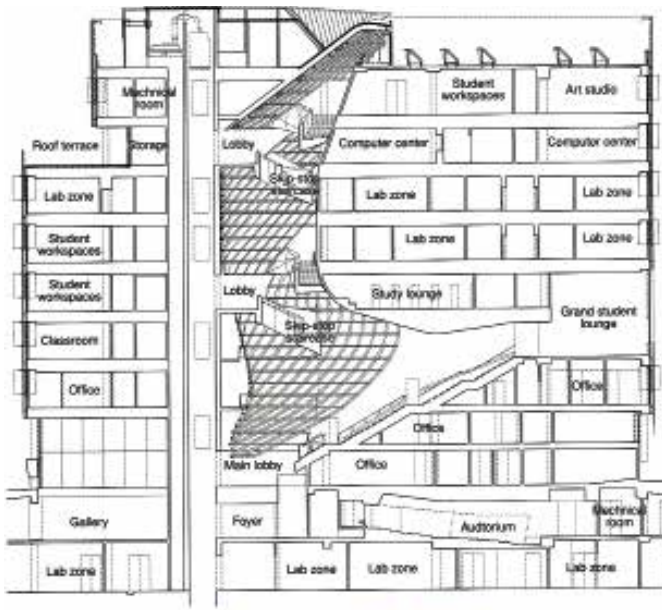 Mechnical
room
Student
workspaces
Art studio
Roof terrace
Storage
Lobby
Computer center
Computer center
Skip-stop
staircase
Lab zone
Lab zone
Lab zone
Student
workspaces
Lab zone
Lab zone
Student
workspaces
Lobby
Study lounge
Grand student
lounge
Skip-stop
staircase
Classroom
Office
Office
Office
Main lobby
Office
Gallery
Foyer
Audtorium
Mechnical
room
Lab zone
Lab zone
Lab zone
Lab zone